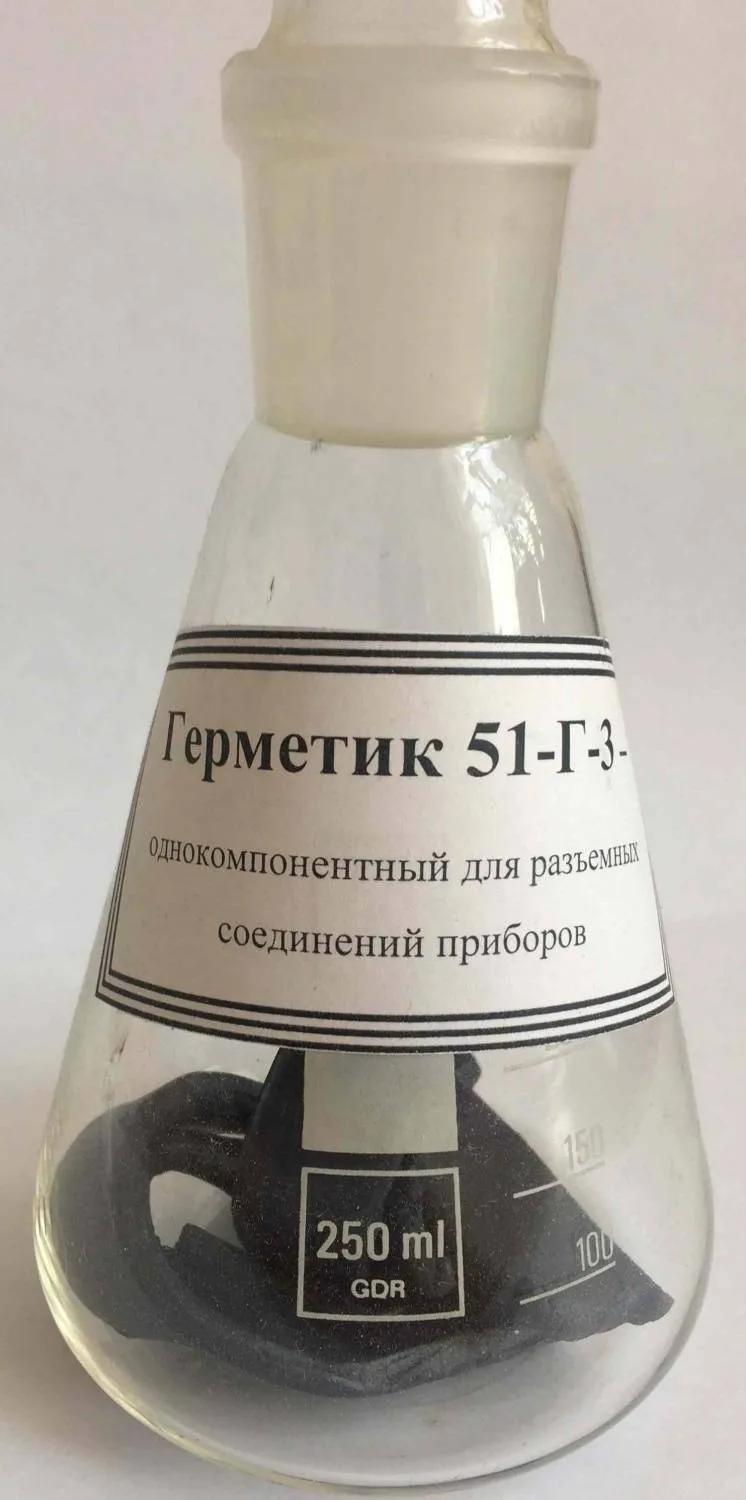 Герметик 51-Г-3-
однокомпонентный для разъемных
соединений приборов
150
250 ml
100
GDR